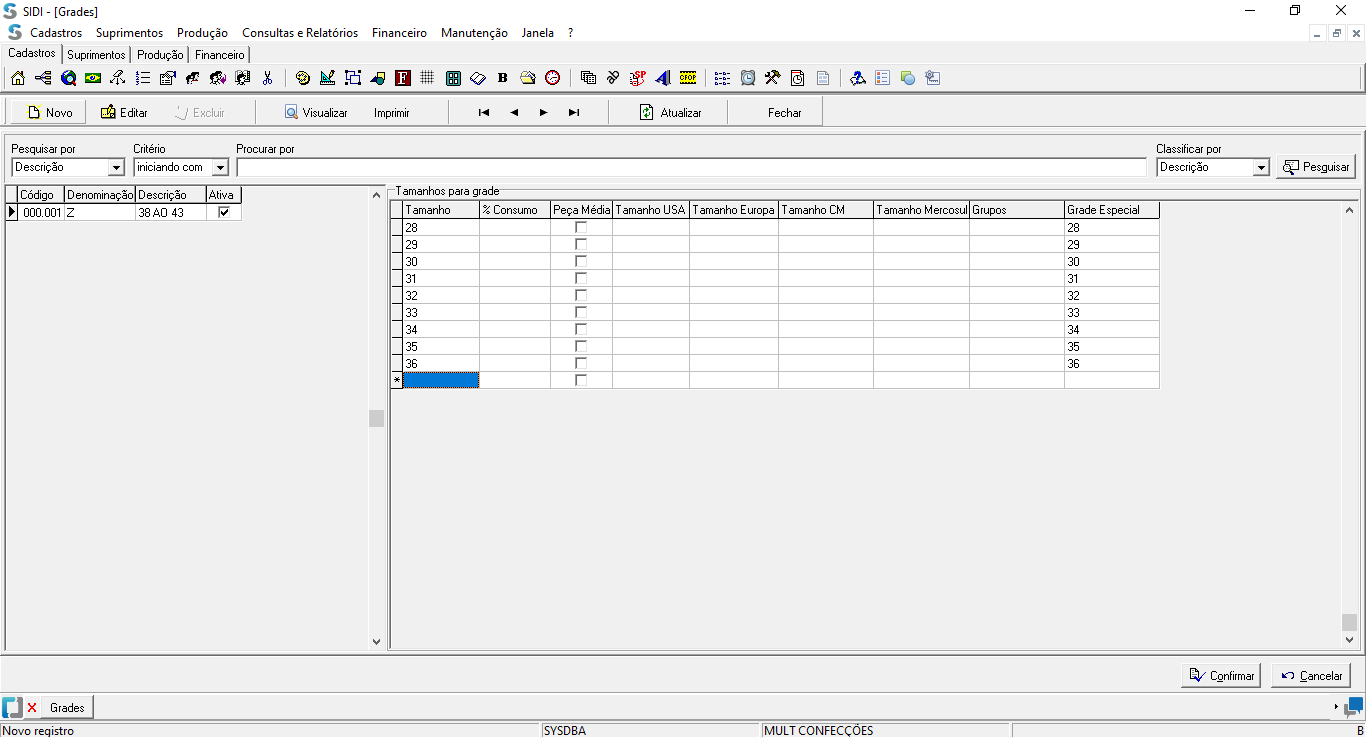 SIDI - [Grades]
Cadastros Suprimentos Produção Consultas e Relatórios Financeiro Manutenção Janela ?
Cadastros Suprimentos Produção Financeiro
F B SP CFOP
Novo Editar Excluir Visualizar Imprimir Atualizar Fechar
Pesquisar por Critério Procurar por Classificar por
Descrição iniciando com Descrição Pesquisar
Código Denominação Descrição Ativa
000.001 Z 38 AO 43
Tamanhos para grade
Tamanho % Consumo Peça Média Tamanho USA Tamanho Europa Tamanho CM Tamanho Mercosul Grupos Grade Especial
28 28
29 29
30 30
31 31
32 32
33 33
34 34
35 35
36 36
*
Confirmar Cancelar
Grades
Novo registro SYSDBA MULT CONFECÇÕES B